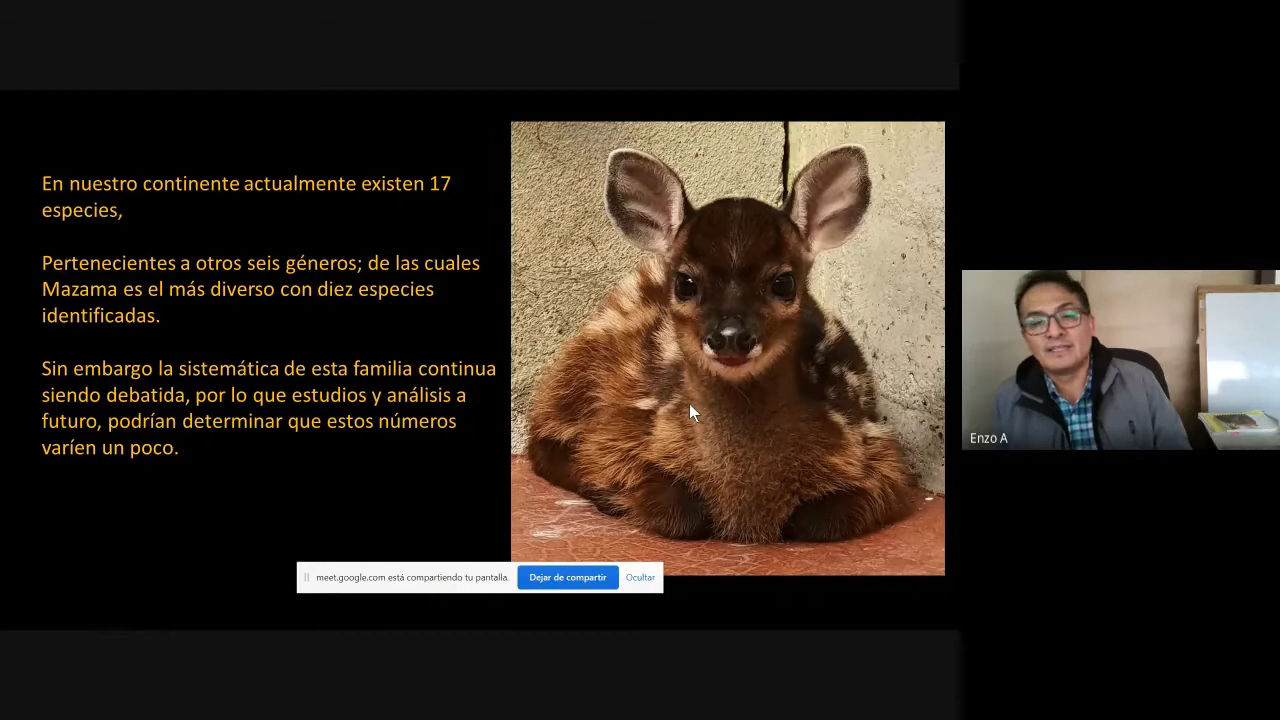 En nuestro continente actualmente existen 17
especies,
Pertenecientes a otros seis géneros; de las cuales
Mazama es el más diverso con diez especies
identificadas.
Sin embargo la sistemática de esta familia continua
siendo debatida, por lo que estudios y análisis a
futuro, podrían determinar que estos números
varíen un poco.
meet.google.com está compartiendo tu pantalla.
Dejar de compartir
Ocultar
Enzo A